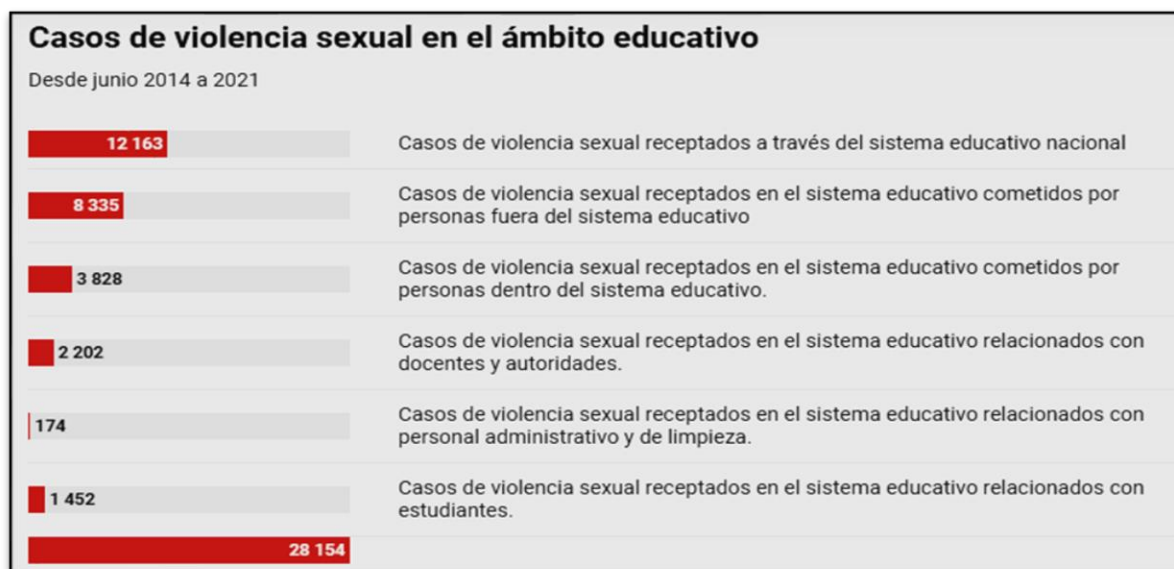 Casos de violencia sexual en el ámbito educativo
Desde junio 2014 a 2021
12 163
Casos de violencia sexual receptados a través del sistema educativo nacional
8 335
Casos de violencia sexual receptados en el sistema educativo cometidos por
personas fuera del sistema educativo
3 828
Casos de violencia sexual receptados en el sistema educativo cometidos por
personas dentro del sistema educativo.
2 202
Casos de violencia sexual receptados en el sistema educativo relacionados con
docentes y autoridades.
174
Casos de violencia sexual receptados en el sistema educativo relacionados con
personal administrativo y de limpieza.
1 452
Casos de violencia sexual receptados en el sistema educativo relacionados con
estudiantes.
28 154